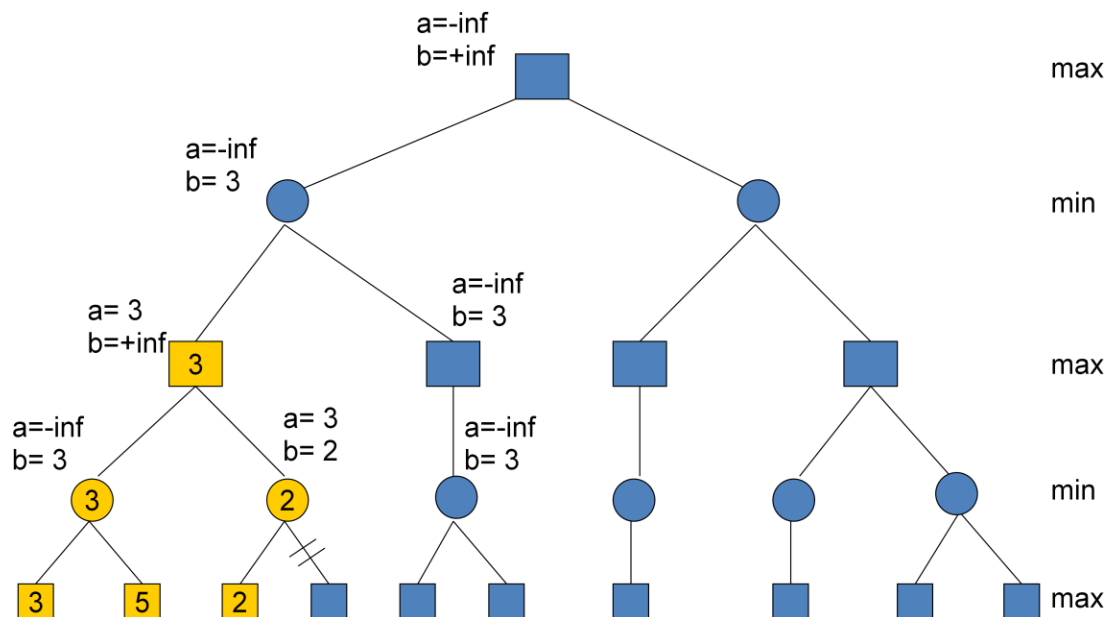 a=-inf
b=+inf
max
a=-inf
b= 3
min
a=-inf
b= 3
a= 3
b=+inf
3
max
a=-inf
b= 3
a= 3
b= 2
a=-inf
b= 3
3
2
min
3
5
2
max